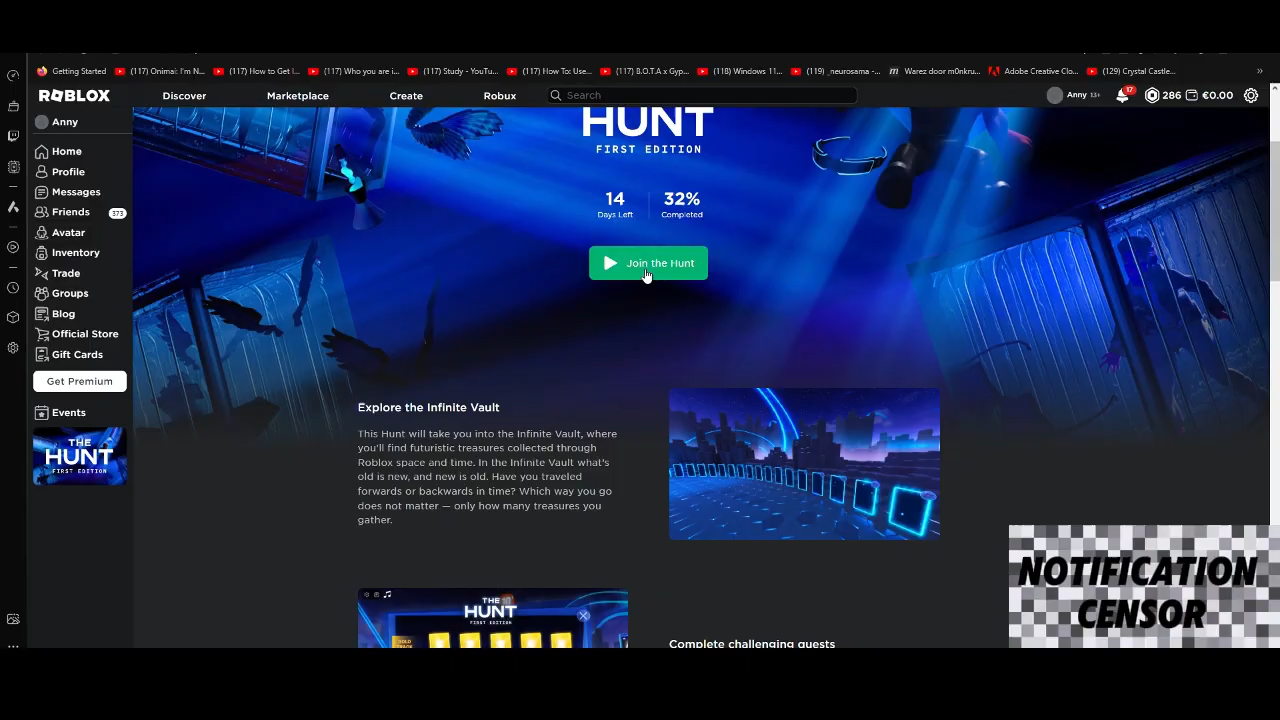 Getting Started
(117) Onimai: I'm N...
(117) How to Get I...
(117) Who you are i...
(117) Study - YouTu...
(117) How To: Use...
(117) B.O.T.A x Gyp...
(118) Windows 11...
(119) _neurosama -...
Warez door m0nkru...
Adobe Creative Clo...
(129) Crystal Castle...
»
ROBLOX
Discover
Marketplace
Create
Robux
Search
Anny 13+
17
286
€0.00
Anny
Home
Profile
Messages
Friends
373
Avatar
Inventory
Trade
Groups
Blog
Official Store
Gift Cards
Get Premium
Events
THE
HUNT
FIRST EDITION
HUNT
FIRST EDITION
14
Days Left
32%
Completed
Join the Hunt
Explore the Infinite Vault
This Hunt will take you into the Infinite Vault, where
you'll find futuristic treasures collected through
Roblox space and time. In the Infinite Vault what's
old is new, and new is old. Have you traveled
forwards or backwards in time? Which way you go
does not matter — only how many treasures you
gather.
THE
HUNT
FIRST EDITION
Complete challenging quests
NOTIFICATION
CENSOR